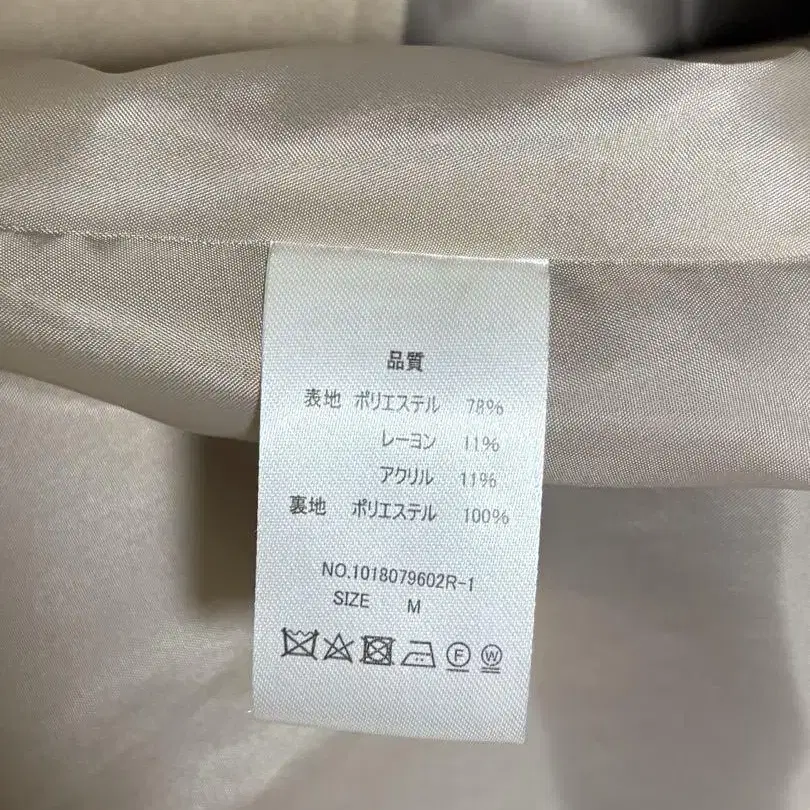 品質
表地 ポリエステル 78%
レーヨン 11%
アクリル 11%
裏地 ポリエステル 100%
NO.1018079602R-1
SIZE M
F W